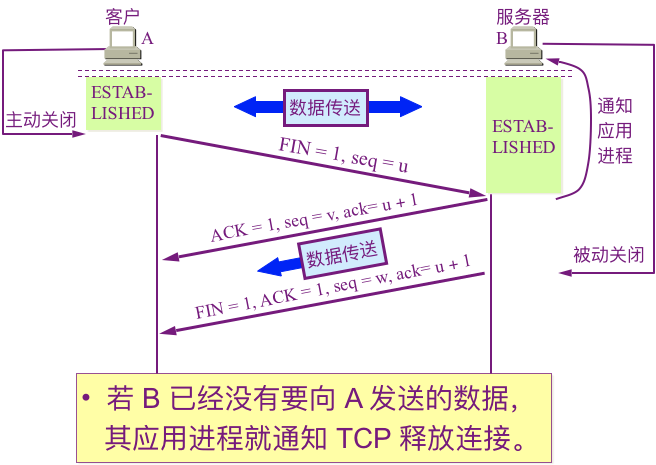 客户
服务器
A
B
ESTAB-
LISHED
主动关闭
数据传送
ESTAB-
LISHED
通知
应用
进程
FIN = 1, seq = u
ACK = 1, seq = v, ack= u + 1
数据传送
被动关闭
FIN = 1, ACK = 1, seq = w, ack= u + 1
• 若 B 已经没有要向 A 发送的数据，
其应用进程就通知 TCP 释放连接。